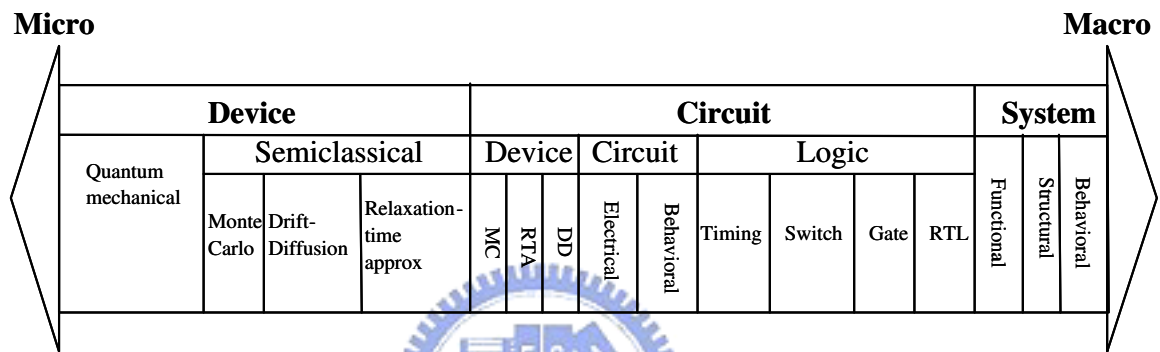 Micro
Macro
Device
Circuit
System
Quantum
mechanical
Semiclassical
Monte
Carlo
Drift-
Diffusion
Relaxation-
time
approx
Device
MC
RTA
DD
Circuit
Electrical
Behavioral
Logic
Timing
Switch
Gate
RTL
Functional
Structural
Behavioral